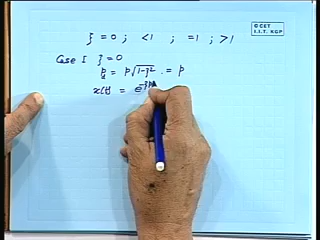 © CET
I.I.T. KGP
ξ = 0 ; < 1 ; = 1 ; > 1
Case I ξ = 0
p = p√1-ξ² . = p
x(t) = e